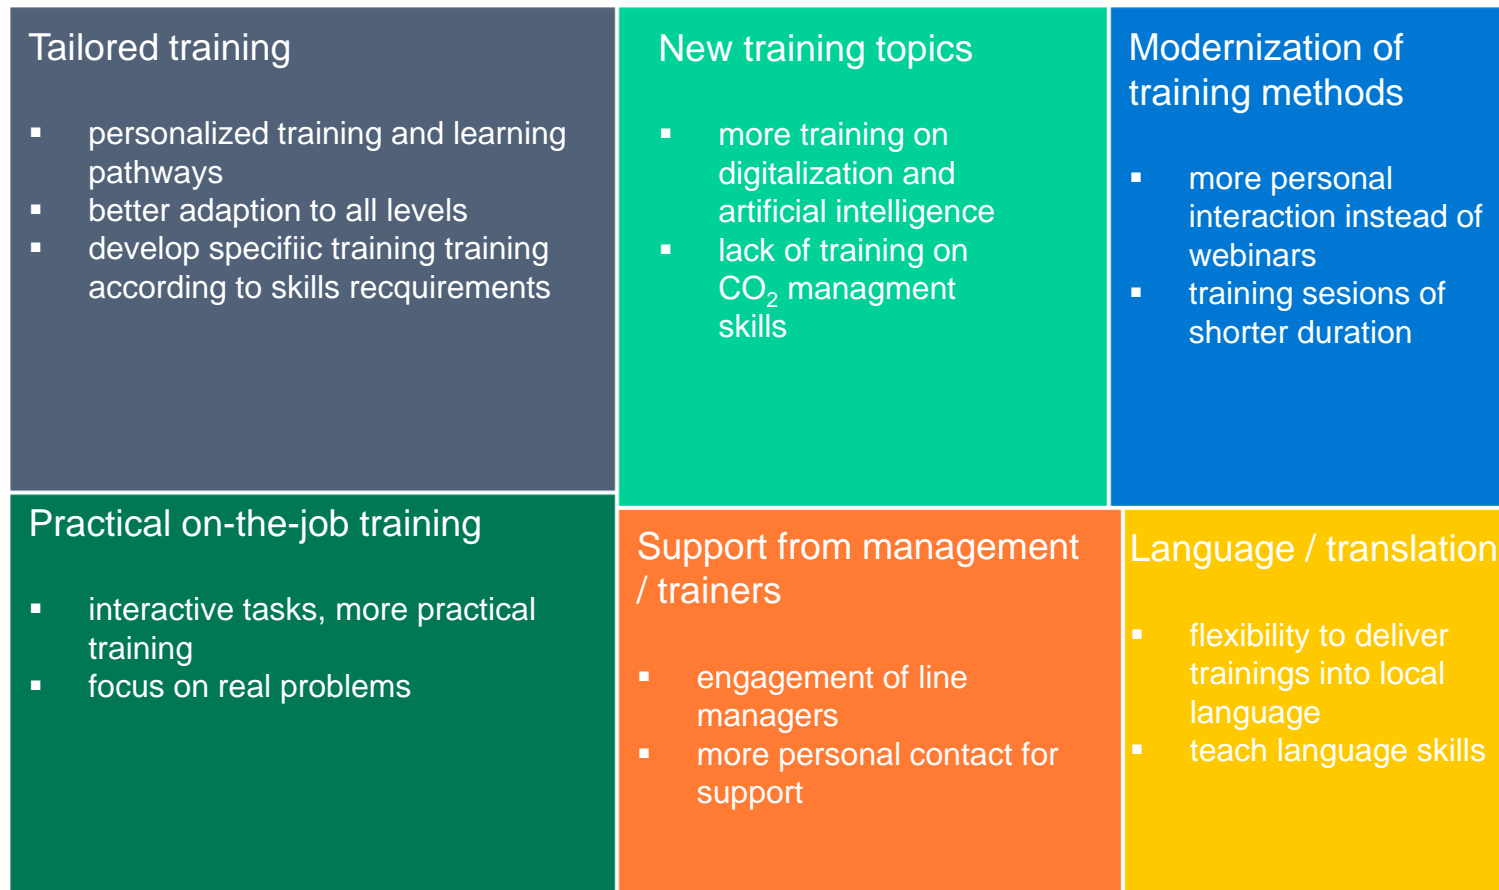 Tailored training
▪ personalized training and learning
pathways
▪ better adaption to all levels
▪ develop specifiic training training
according to skills recquirements
New training topics
▪ more training on
digitalization and
artificial intelligence
▪ lack of training on
CO₂ managment
skills
Modernization of
training methods
▪ more personal
interaction instead of
webinars
▪ training sesions of
shorter duration
Practical on-the-job training
▪ interactive tasks, more practical
training
▪ focus on real problems
Support from management
/ trainers
▪ engagement of line
managers
▪ more personal contact for
support
Language / translation
▪ flexibility to deliver
trainings into local
language
▪ teach language skills